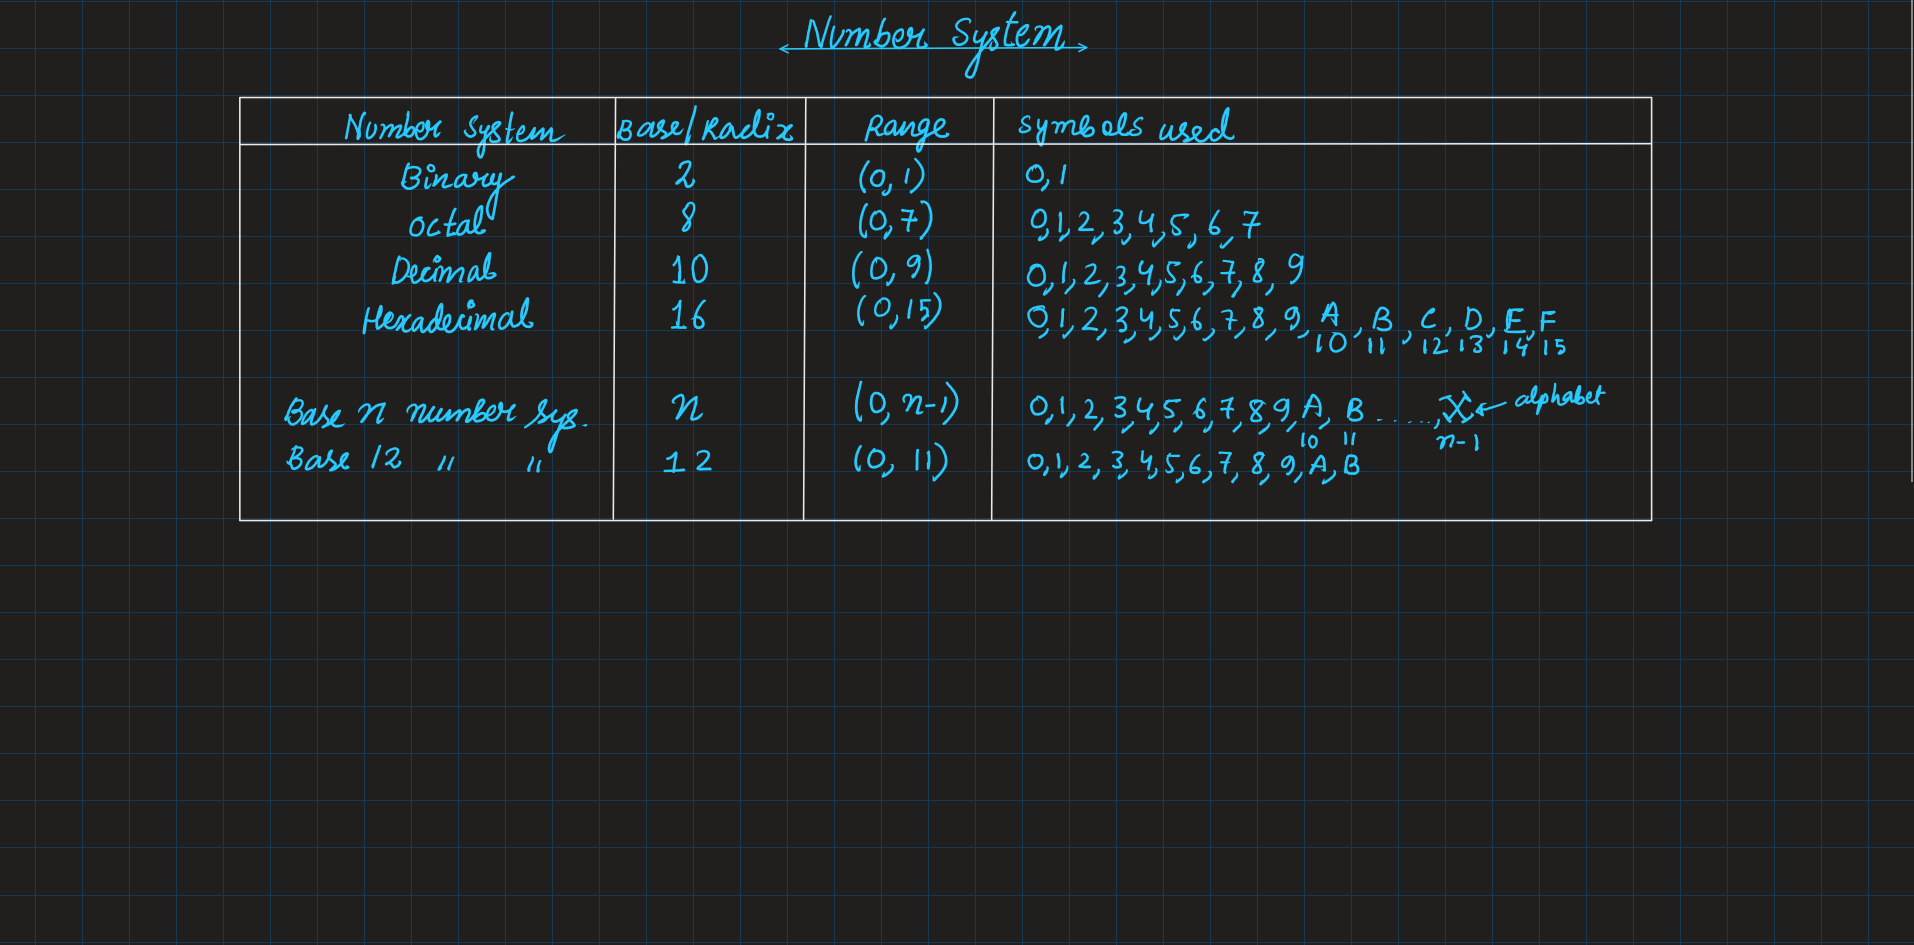 Number System
Number System Base/Radix Range Symbols used
Binary 2 (0, 1) 0, 1
Octal 8 (0, 7) 0, 1, 2, 3, 4, 5, 6, 7
Decimal 10 (0, 9) 0, 1, 2, 3, 4, 5, 6, 7, 8, 9
Hexadecimal 16 (0, 15) 0, 1, 2, 3, 4, 5, 6, 7, 8, 9, A, B, C, D, E, F
10 11 12 13 14 15
Base n number sys. n (0, n-1) 0, 1, 2, 3, 4, 5, 6, 7, 8, 9, A, B ......, X ← alphabet
10 11 n-1
Base 12 " " 12 (0, 11) 0, 1, 2, 3, 4, 5, 6, 7, 8, 9, A, B